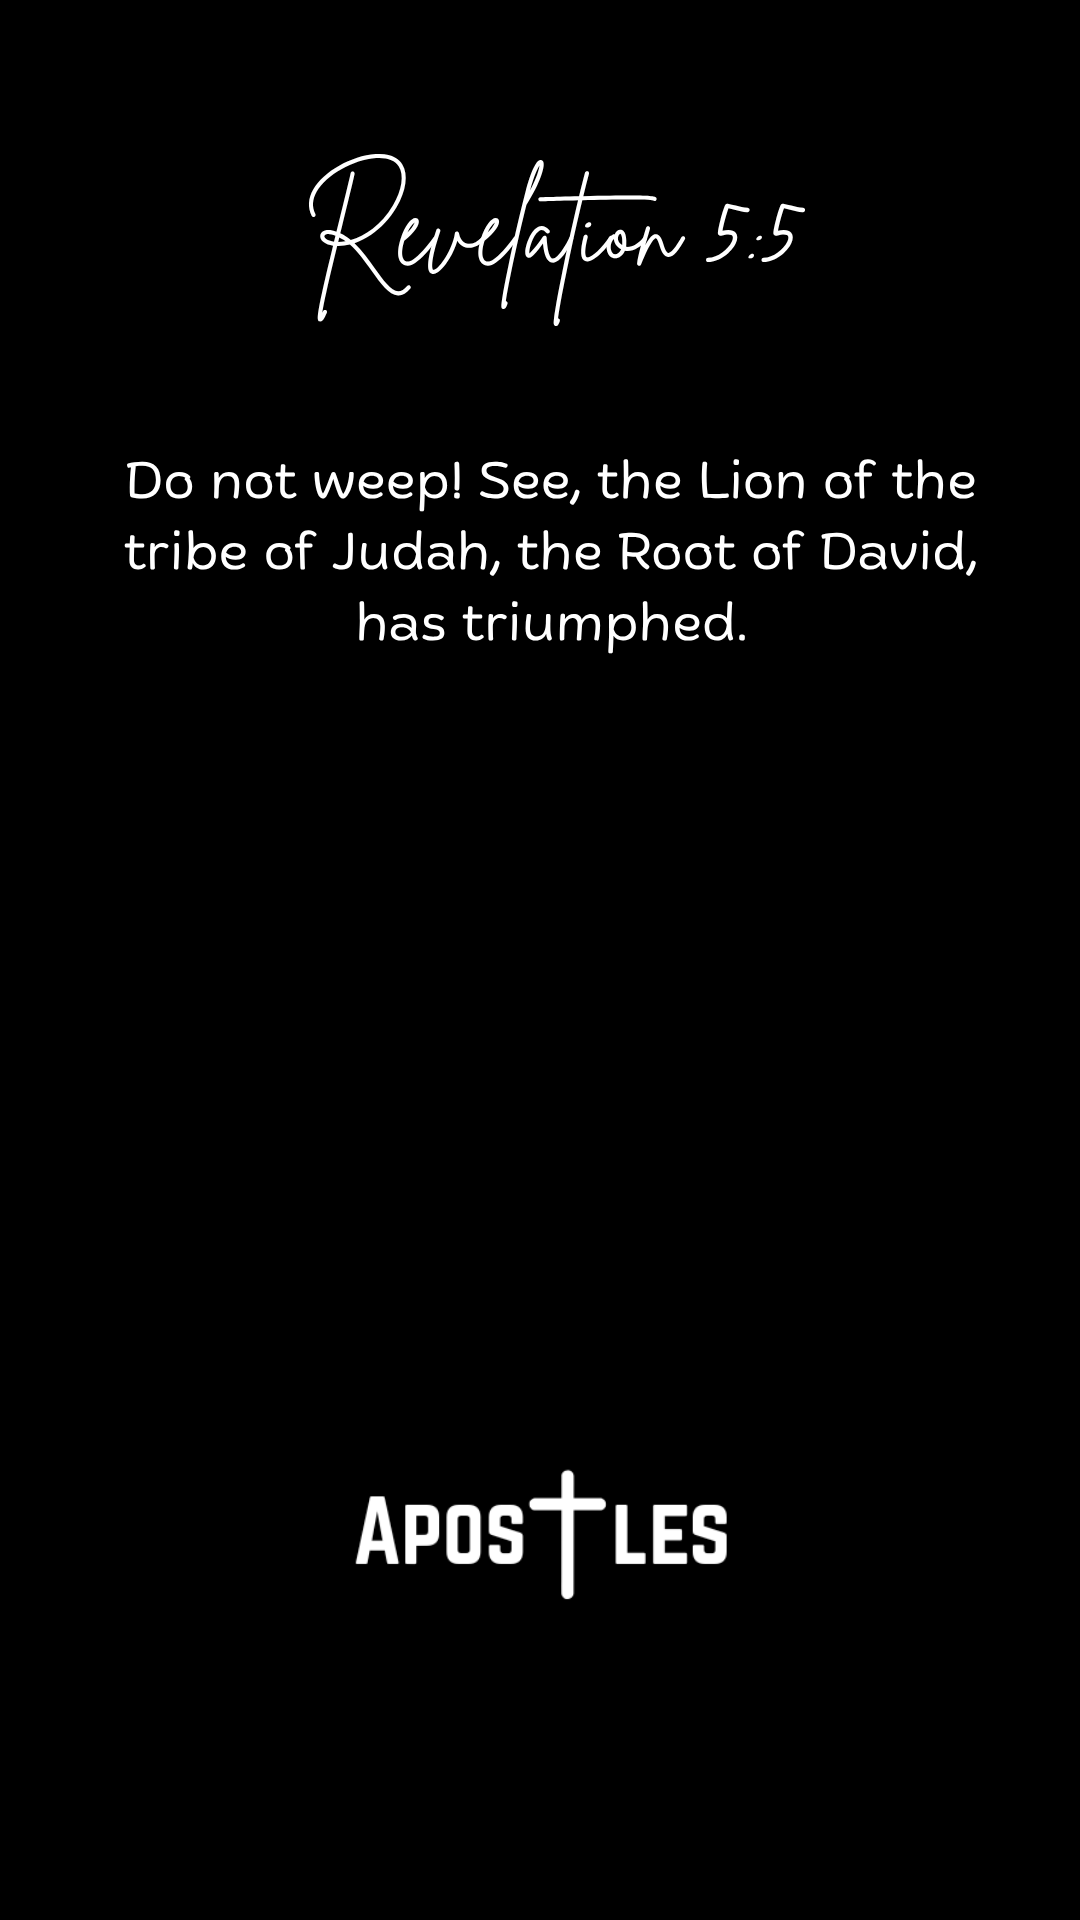 Revelation 5:5
Do not weep! See, the Lion of the
tribe of Judah, the Root of David,
has triumphed.
Apostles